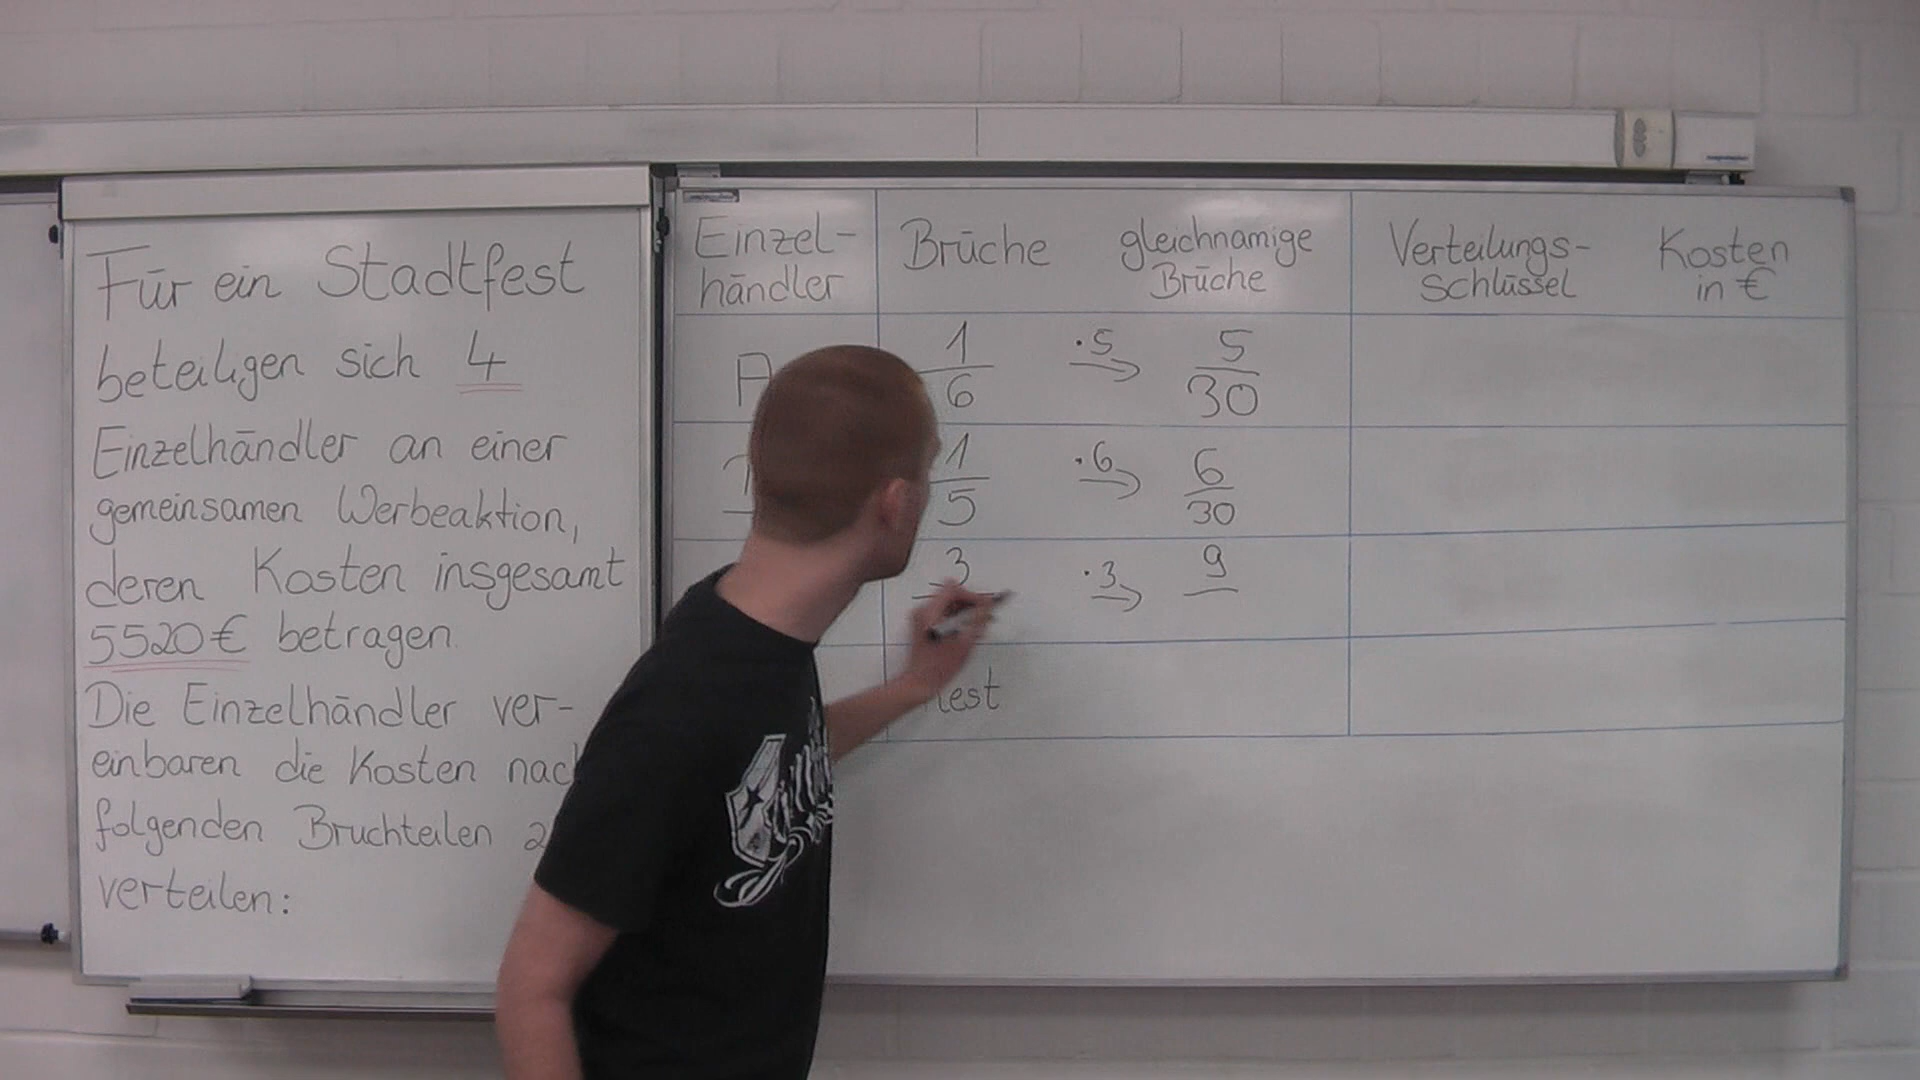 Für ein Stadtfest
beteiligen sich 4
Einzelhändler an einer
gemeinsamen Werbeaktion,
deren Kosten insgesamt
5520€ betragen.
Die Einzelhändler ver-
einbaren die Kosten nach
folgenden Bruchteilen
verteilen:
Einzel-
händler
Brüche
gleichnamige
Brüche
Verteilungs-
schlüssel
Kosten
in €
A
1
6
·5
5
30
1
5
·6
6
30
3
·3
9